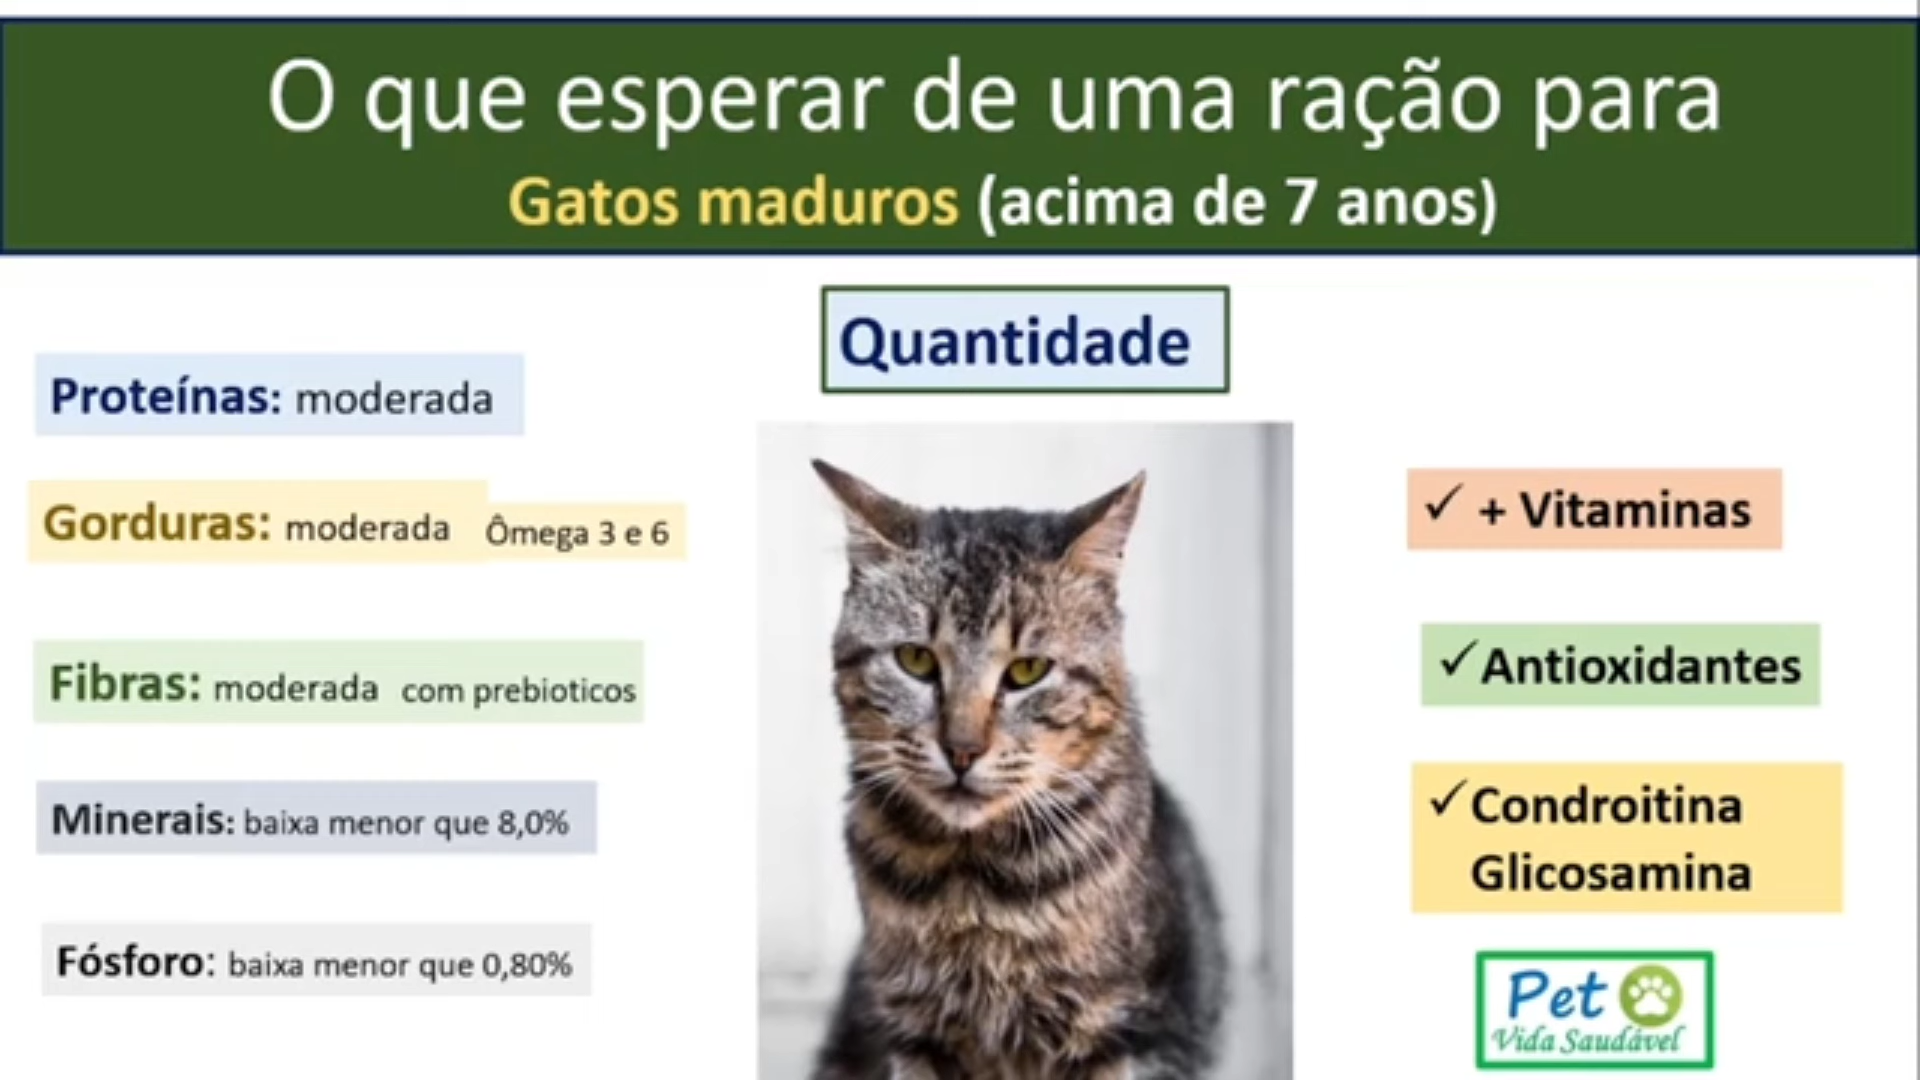 O que esperar de uma ração para
Gatos maduros (acima de 7 anos)
Quantidade
Proteínas: moderada
Gorduras: moderada Ômega 3 e 6
Fibras: moderada com prebioticos
Minerais: baixa menor que 8,0%
Fósforo: baixa menor que 0,80%
✓ + Vitaminas
✓ Antioxidantes
✓ Condroitina
Glicosamina
Pet
Vida Saudável